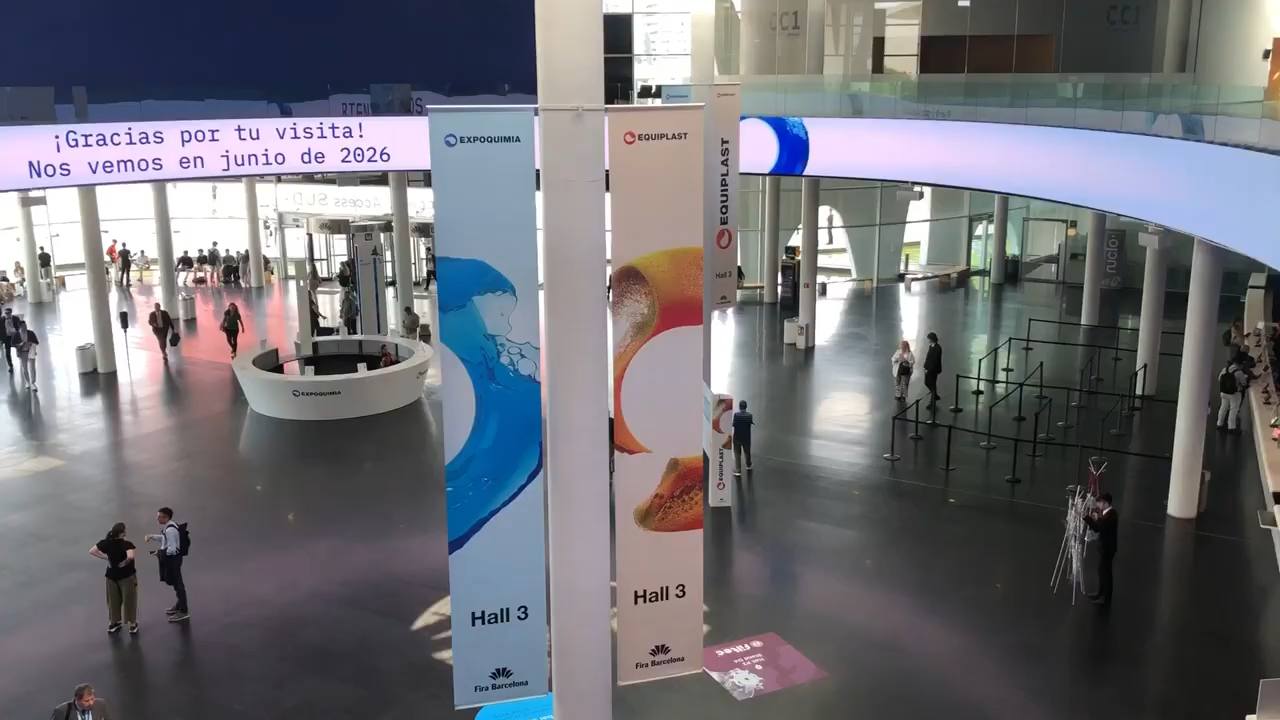 ¡Gracias por tu visita!
Nos vemos en junio de 2026
EXPOQUIMIA
Hall 3
Fira Barcelona
EQUIPLAST
Hall 3
Fira Barcelona
EQUIPLAST
Hall 3
EQUIPLAST
EXPOQUIMIA
CC1
CC1